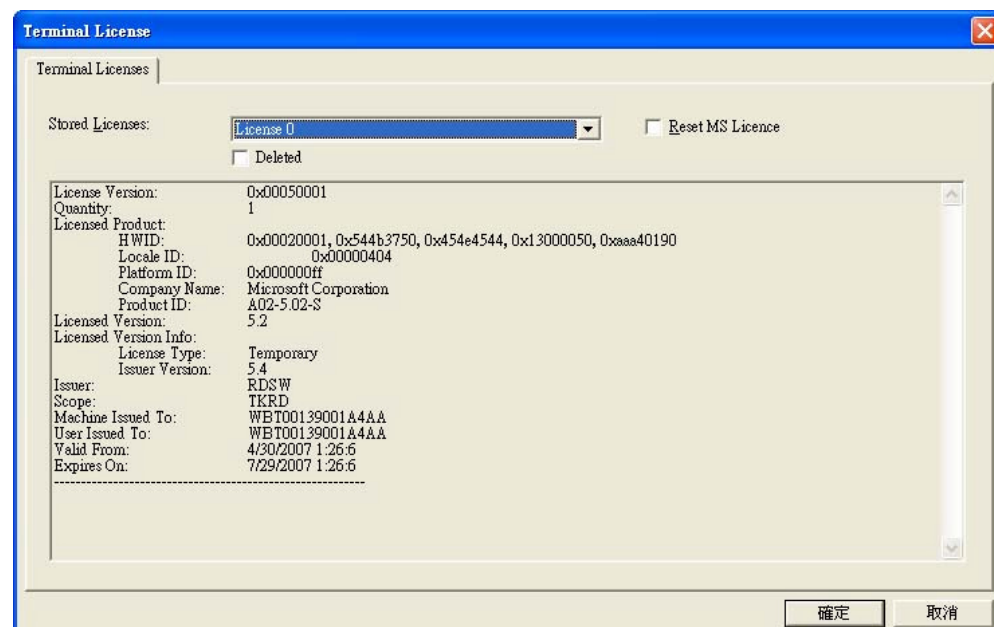 Terminal License
Terminal Licenses
Stored Licenses: License 0 Reset MS Licence
Deleted
License Version: 0x00050001
Quantity: 1
Licensed Product:
HWID: 0x00020001, 0x544b3750, 0x454e4544, 0x13000050, 0xaaa40190
Locale ID: 0x00000404
Platform ID: 0x000000ff
Company Name: Microsoft Corporation
Product ID: A02-5.02-S
Licensed Version: 5.2
Licensed Version Info:
License Type: Temporary
Issuer Version: 5.4
Issuer: RDSW
Scope: TKRD
Machine Issued To: WBT00139001A4AA
User Issued To: WBT00139001A4AA
Valid From: 4/30/2007 1:26:6
Expires On: 7/29/2007 1:26:6
------------------------------------------------------------
確定 取消